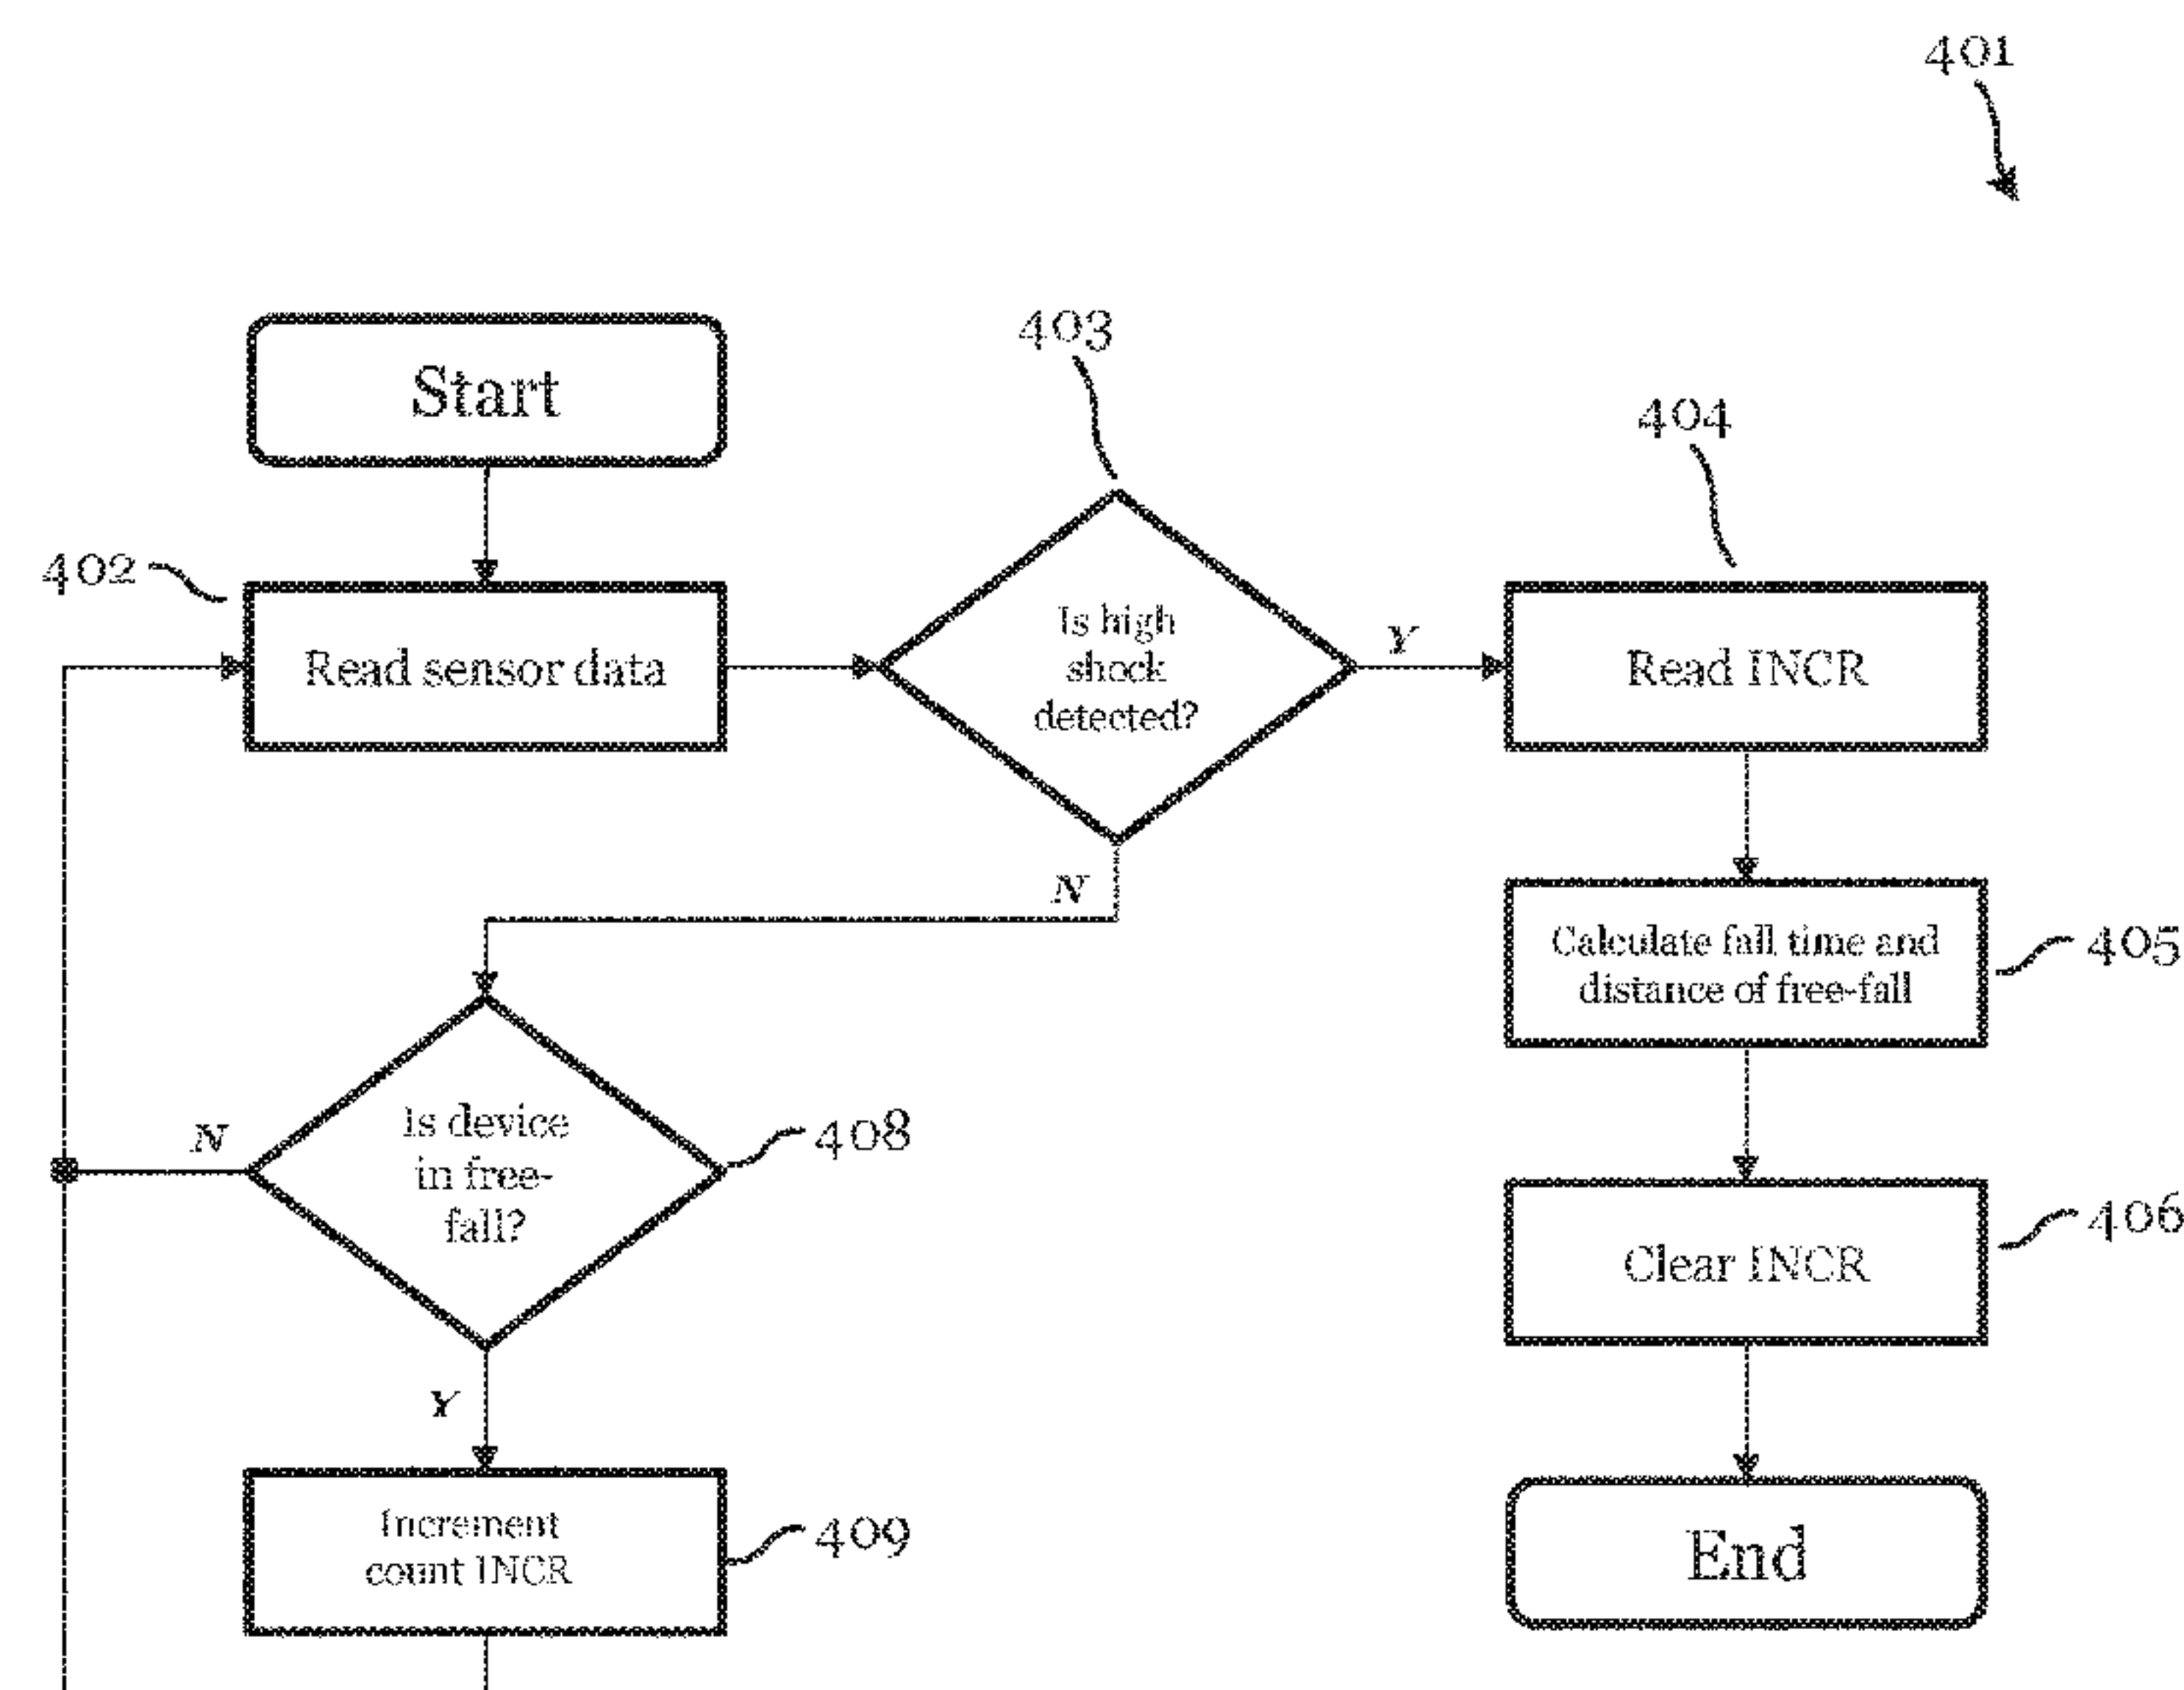 401
Start
403
404
402
Read sensor data
Is high
shock
detected?
Y
Read INCR
N
Calculate fall time and
distance of free-fall
405
Is device
in free-
fall?
N
408
Clear INCR
406
Y
Increment
count INCR
409
End